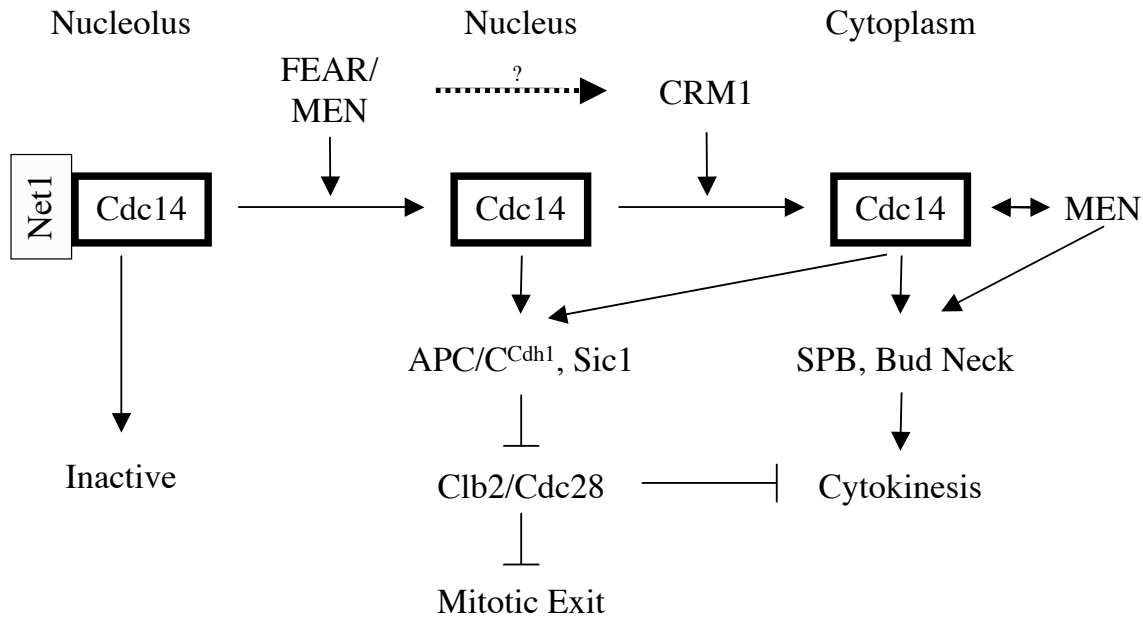 Nucleolus
Nucleus
Cytoplasm
FEAR/
MEN
?
CRM1
Net1
Cdc14
Cdc14
Cdc14
MEN
APC/C^Cdh1, Sic1
SPB, Bud Neck
Inactive
Clb2/Cdc28
Cytokinesis
Mitotic Exit